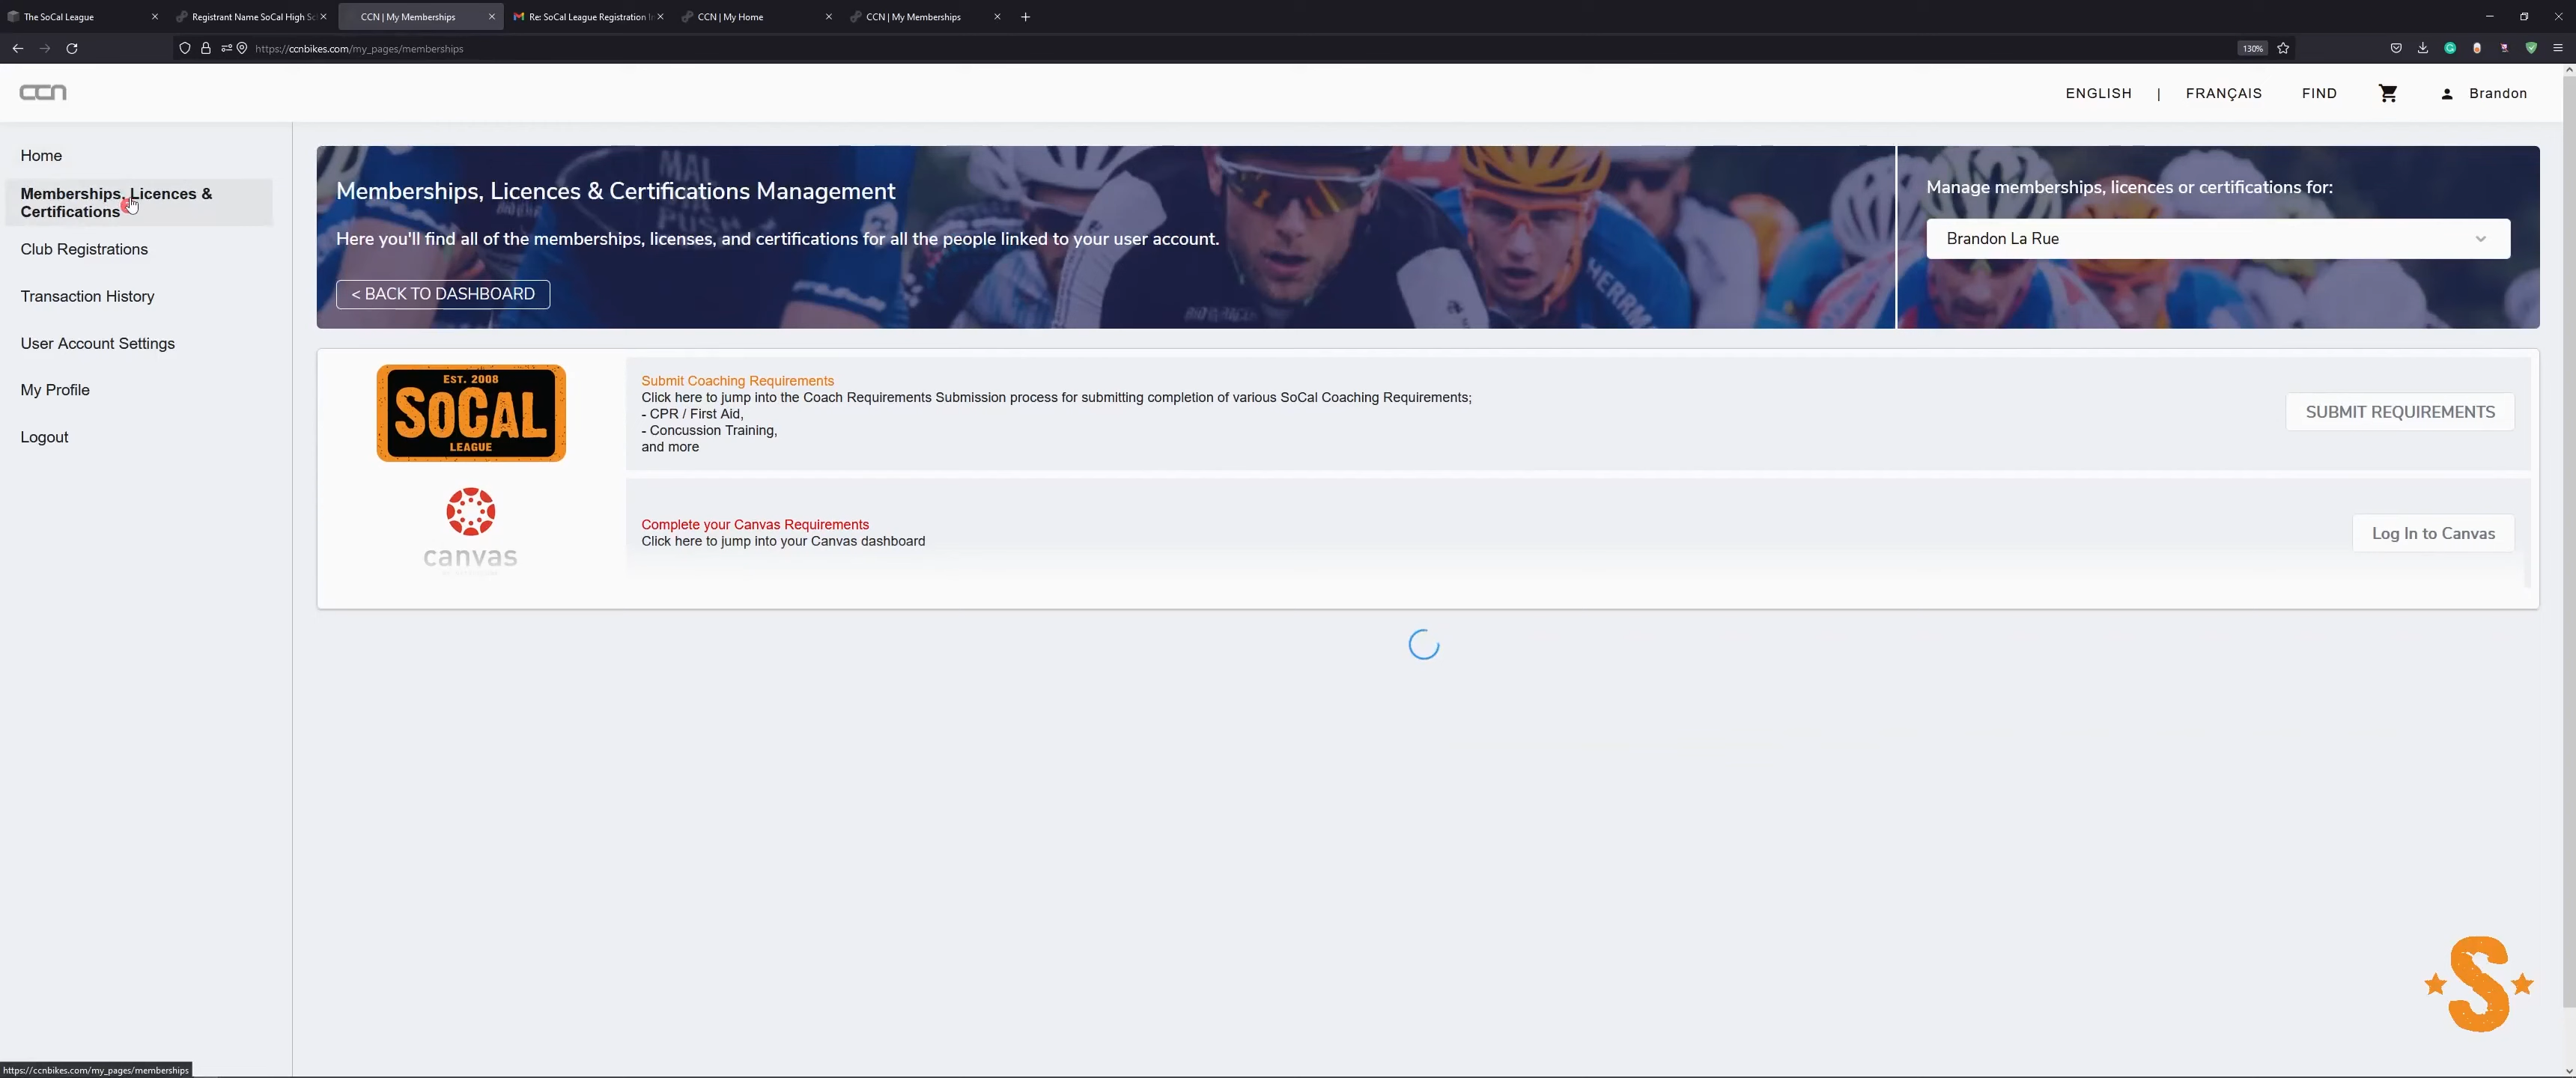 The SoCal League
Registrant Name SoCal High Sc
CCN | My Memberships
Re: SoCal League Registration I
CCN | My Home
CCN | My Memberships
https://ccnbikes.com/my_pages/memberships
130%
ccn
ENGLISH | FRANÇAIS FIND Brandon
Home
Memberships, Licences &
Certifications
Club Registrations
Transaction History
User Account Settings
My Profile
Logout
Memberships, Licences & Certifications Management
Here you'll find all of the memberships, licenses, and certifications for all the people linked to your user account.
< BACK TO DASHBOARD
Manage memberships, licences or certifications for:
Brandon La Rue
EST. 2008
SOCAL
LEAGUE
Submit Coaching Requirements
Click here to jump into the Coach Requirements Submission process for submitting completion of various SoCal Coaching Requirements;
- CPR / First Aid,
- Concussion Training,
and more
SUBMIT REQUIREMENTS
canvas
Complete your Canvas Requirements
Click here to jump into your Canvas dashboard
Log In to Canvas
S
https://ccnbikes.com/my_pages/memberships